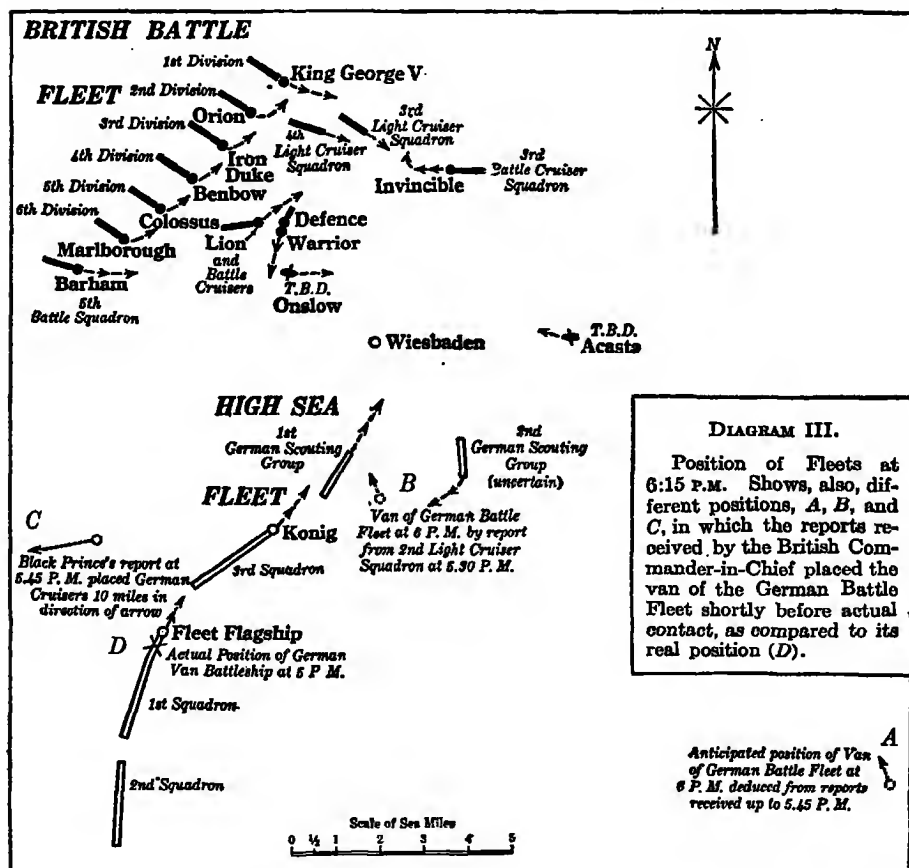 BRITISH BATTLE
FLEET
1st Division
King George V
2nd Division
Orion
3rd Division
4th
Light Cruiser
Squadron
3rd
Light Cruiser
Squadron
Iron
Duke
4th Division
Benbow
Invincible
3rd
Battle Cruiser
Squadron
5th Division
Colossus
6th Division
Marlborough
Lion
and
Battle
Cruisers
Defence
Warrior
Barham
5th
Battle Squadron
T.B.D.
Onslow
N
Wiesbaden
T.B.D.
Acasta
HIGH SEA
FLEET
1st
German Scouting
Group
2nd
German Scouting
Group
(uncertain)
B
Van of German Battle
Fleet at 6 P. M. by report
from 2nd Light Cruiser
Squadron at 5.30 P. M.
Konig
3rd Squadron
C
Black Prince's report at
5.45 P. M. placed German
Cruisers 10 miles in
direction of arrow
D
Fleet Flagship
Actual Position of German
Van Battleship at 6 P M.
1st Squadron
2nd Squadron
DIAGRAM III.
Position of Fleets at
6:15 P.M. Shows, also, dif-
ferent positions, A, B, and
C, in which the reports re-
ceived by the British Com-
mander-in-Chief placed the
van of the German Battle
Fleet shortly before actual
contact, as compared to its
real position (D).
A
Anticipated position of Van
of German Battle Fleet at
6 P. M. deduced from reports
received up to 5.45 P. M.
Scale of Sea Miles
0 ½ 1 2 3 4 5